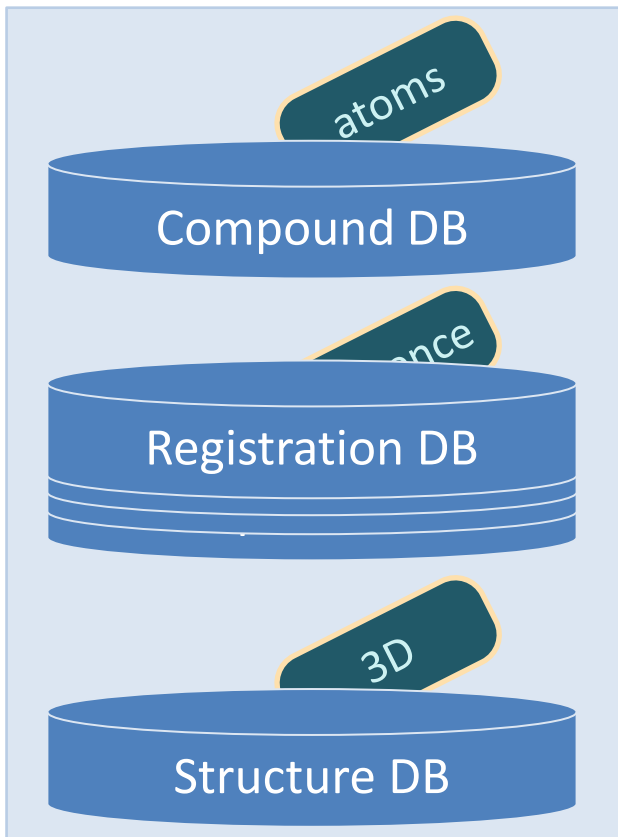 atoms
Compound DB
Registration DB
3D
Structure DB